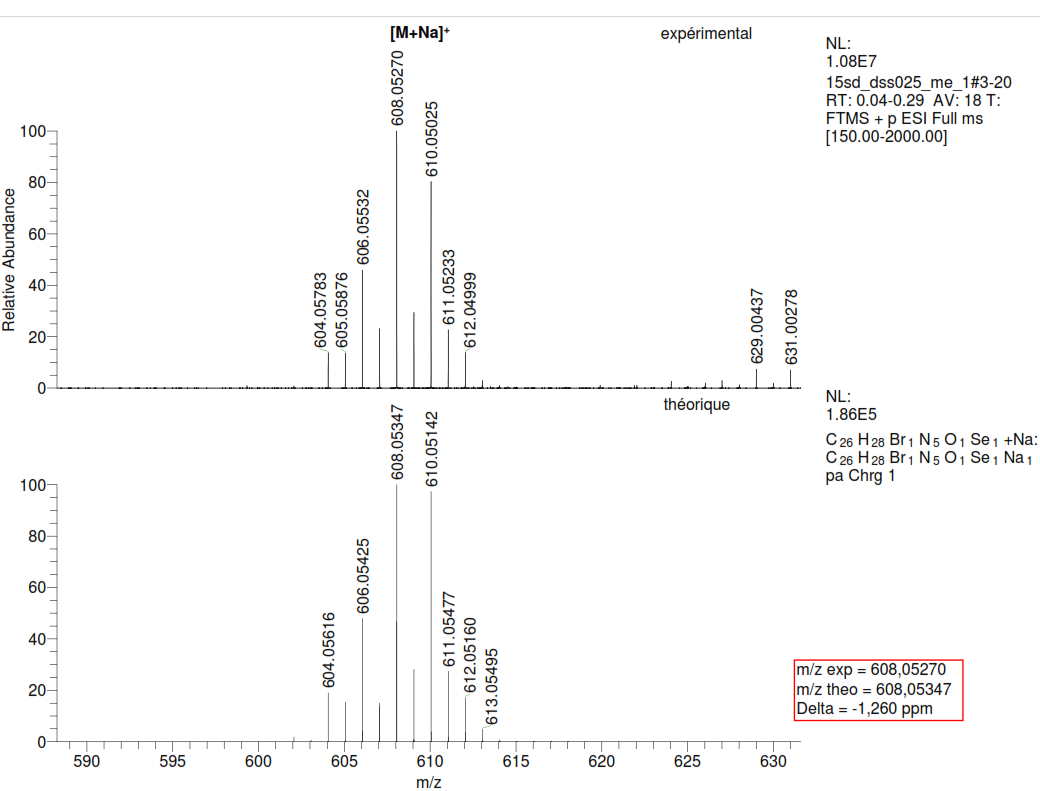 [M+Na]+
expérimental
NL:
1.08E7
15sd_dss025_me_1#3-20
RT: 0.04-0.29 AV: 18 T:
FTMS + p ESI Full ms
[150.00-2000.00]
Relative Abundance
100
80
60
40
20
0
604.05783
605.05876
606.05532
608.05270
610.05025
611.05233
612.04999
629.00437
631.00278
théorique
NL:
1.86E5
C 26 H 28 Br 1 N 5 O 1 Se 1 +Na:
C 26 H 28 Br 1 N 5 O 1 Se 1 Na 1
pa Chrg 1
100
80
60
40
20
0
604.05616
606.05425
608.05347
610.05142
611.05477
612.05160
613.05495
m/z exp = 608,05270
m/z theo = 608,05347
Delta = -1,260 ppm
590 595 600 605 610 615 620 625 630
m/z